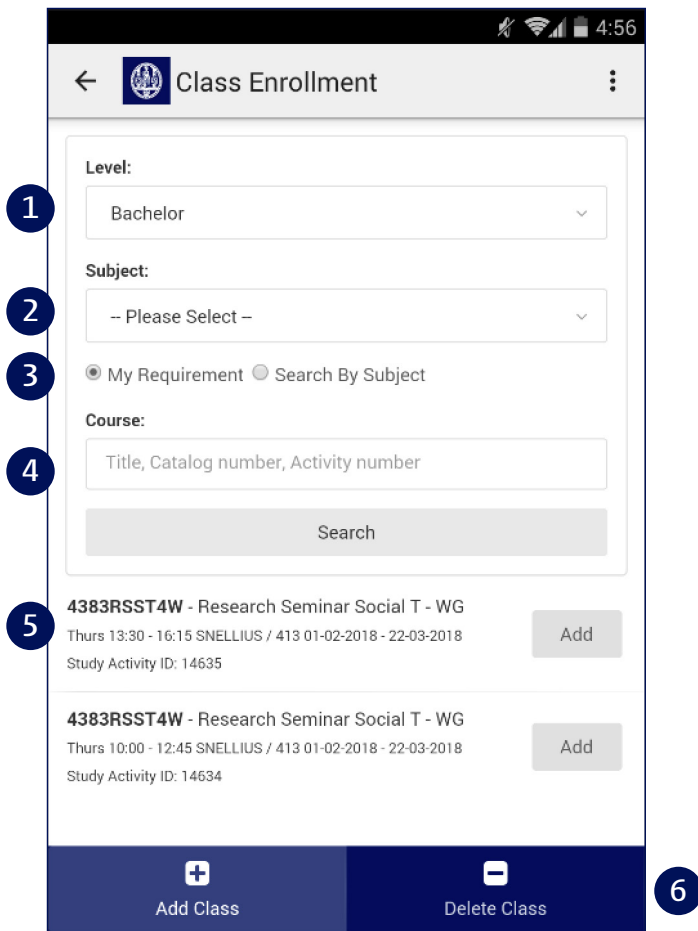 4:56
Class Enrollment
Level:
1
Bachelor
Subject:
2
-- Please Select --
3
My Requirement Search By Subject
Course:
4
Title, Catalog number, Activity number
Search
4383RSST4W - Research Seminar Social T - WG
5
Thurs 13:30 - 16:15 SNELLIUS / 413 01-02-2018 - 22-03-2018
Add
Study Activity ID: 14635
4383RSST4W - Research Seminar Social T - WG
Thurs 10:00 - 12:45 SNELLIUS / 413 01-02-2018 - 22-03-2018
Add
Study Activity ID: 14634
Add Class
Delete Class
6